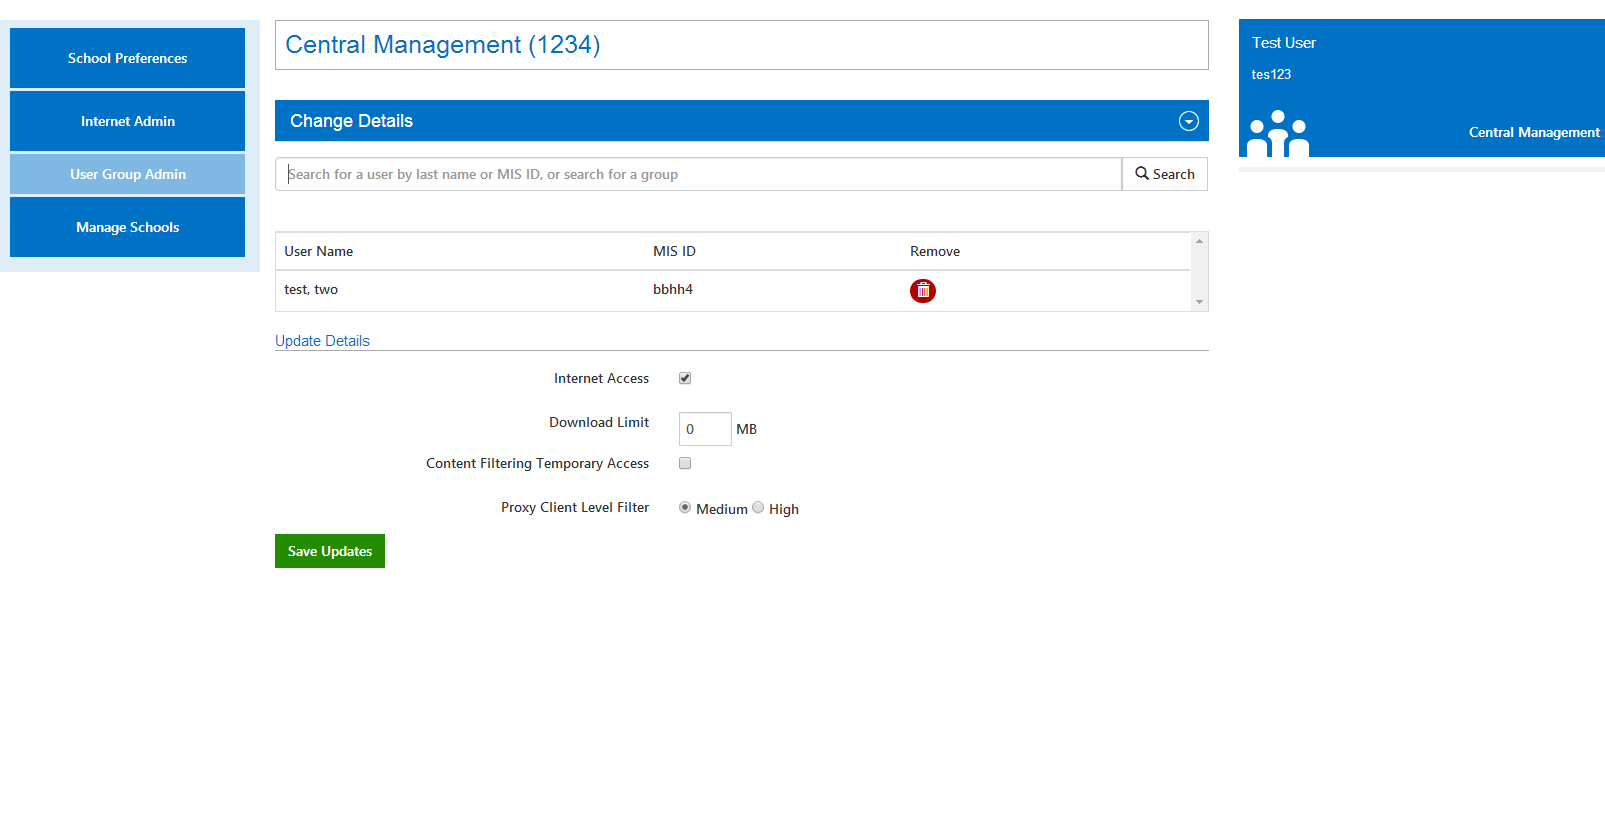 School Preferences
Internet Admin
User Group Admin
Manage Schools
Central Management (1234)
Change Details
Search for a user by last name or MIS ID, or search for a group
Search
User Name MIS ID Remove
test, two bbhh4
Update Details
Internet Access
Download Limit 0 MB
Content Filtering Temporary Access
Proxy Client Level Filter Medium High
Save Updates
Test User
tes123
Central Management